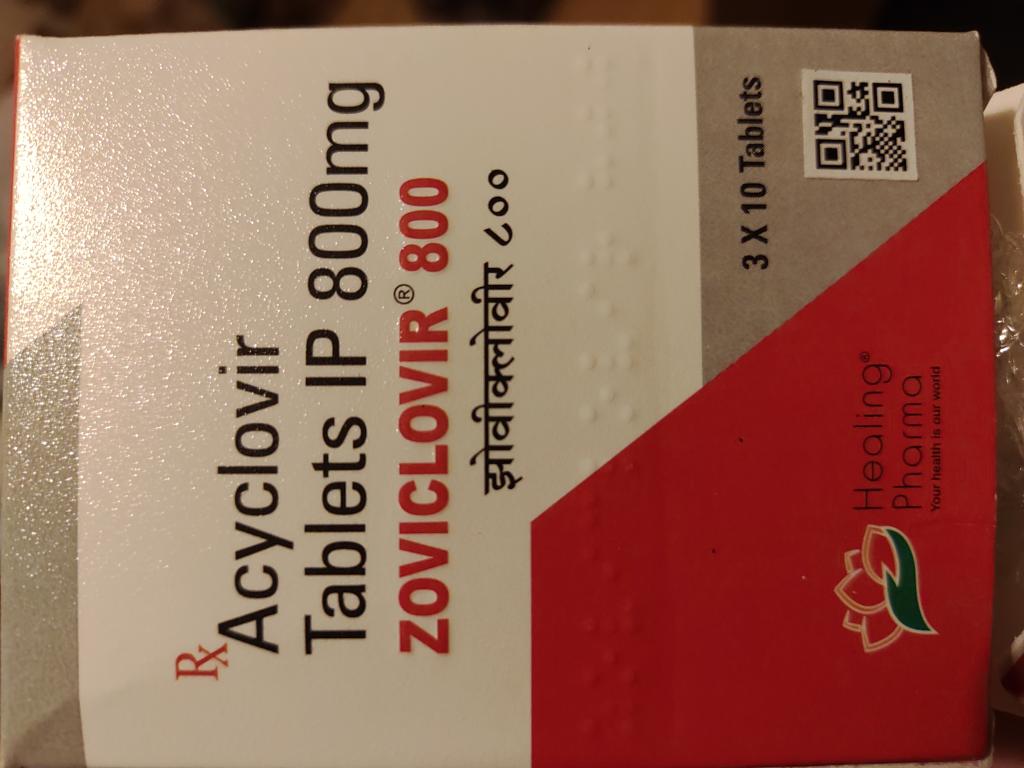 Rx
Acyclovir
Tablets IP 800mg
ZOVICLOVIR® 800
झोवीक्लोवीर ८००
3 X 10 Tablets
Healing®
Pharma
Your health is our world